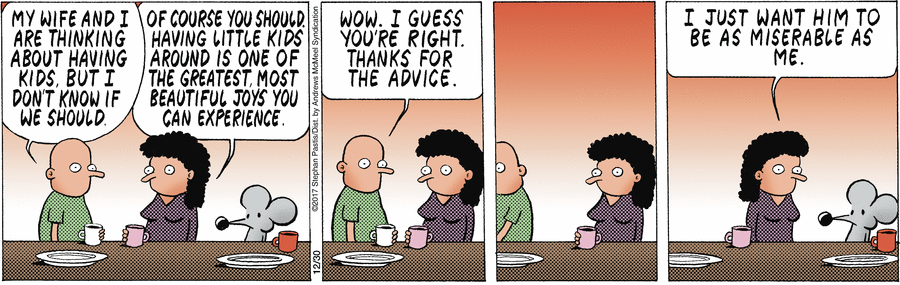 MY WIFE AND I
ARE THINKING
ABOUT HAVING
KIDS, BUT I
DON'T KNOW IF
WE SHOULD.
OF COURSE YOU SHOULD.
HAVING LITTLE KIDS
AROUND IS ONE OF
THE GREATEST, MOST
BEAUTIFUL JOYS YOU
CAN EXPERIENCE.
©2017 Stephan Pastis/Dist. by Andrews McMeel Syndication
12/30
WOW. I GUESS
YOU'RE RIGHT.
THANKS FOR
THE ADVICE.
I JUST WANT HIM TO
BE AS MISERABLE AS
ME.